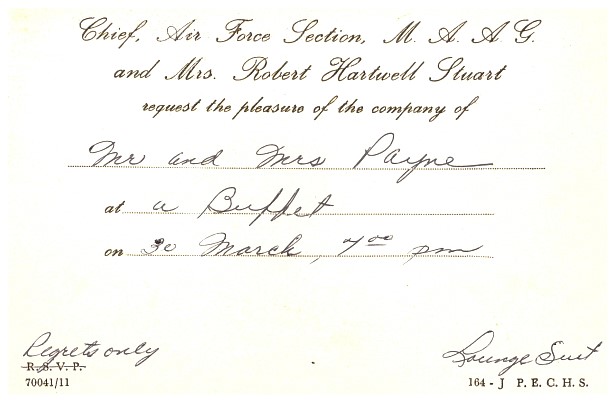 Chief, Air Force Section, M. A. A. G.
and Mrs. Robert Hartwell Stuart
request the pleasure of the company of
Mr and Mrs Payne
at a Buffet
on 30 March, 7⁰⁰ pm
Regrets only
R.S.V.P.
70041/11
Lounge Suit
164 - J P. E. C. H. S.